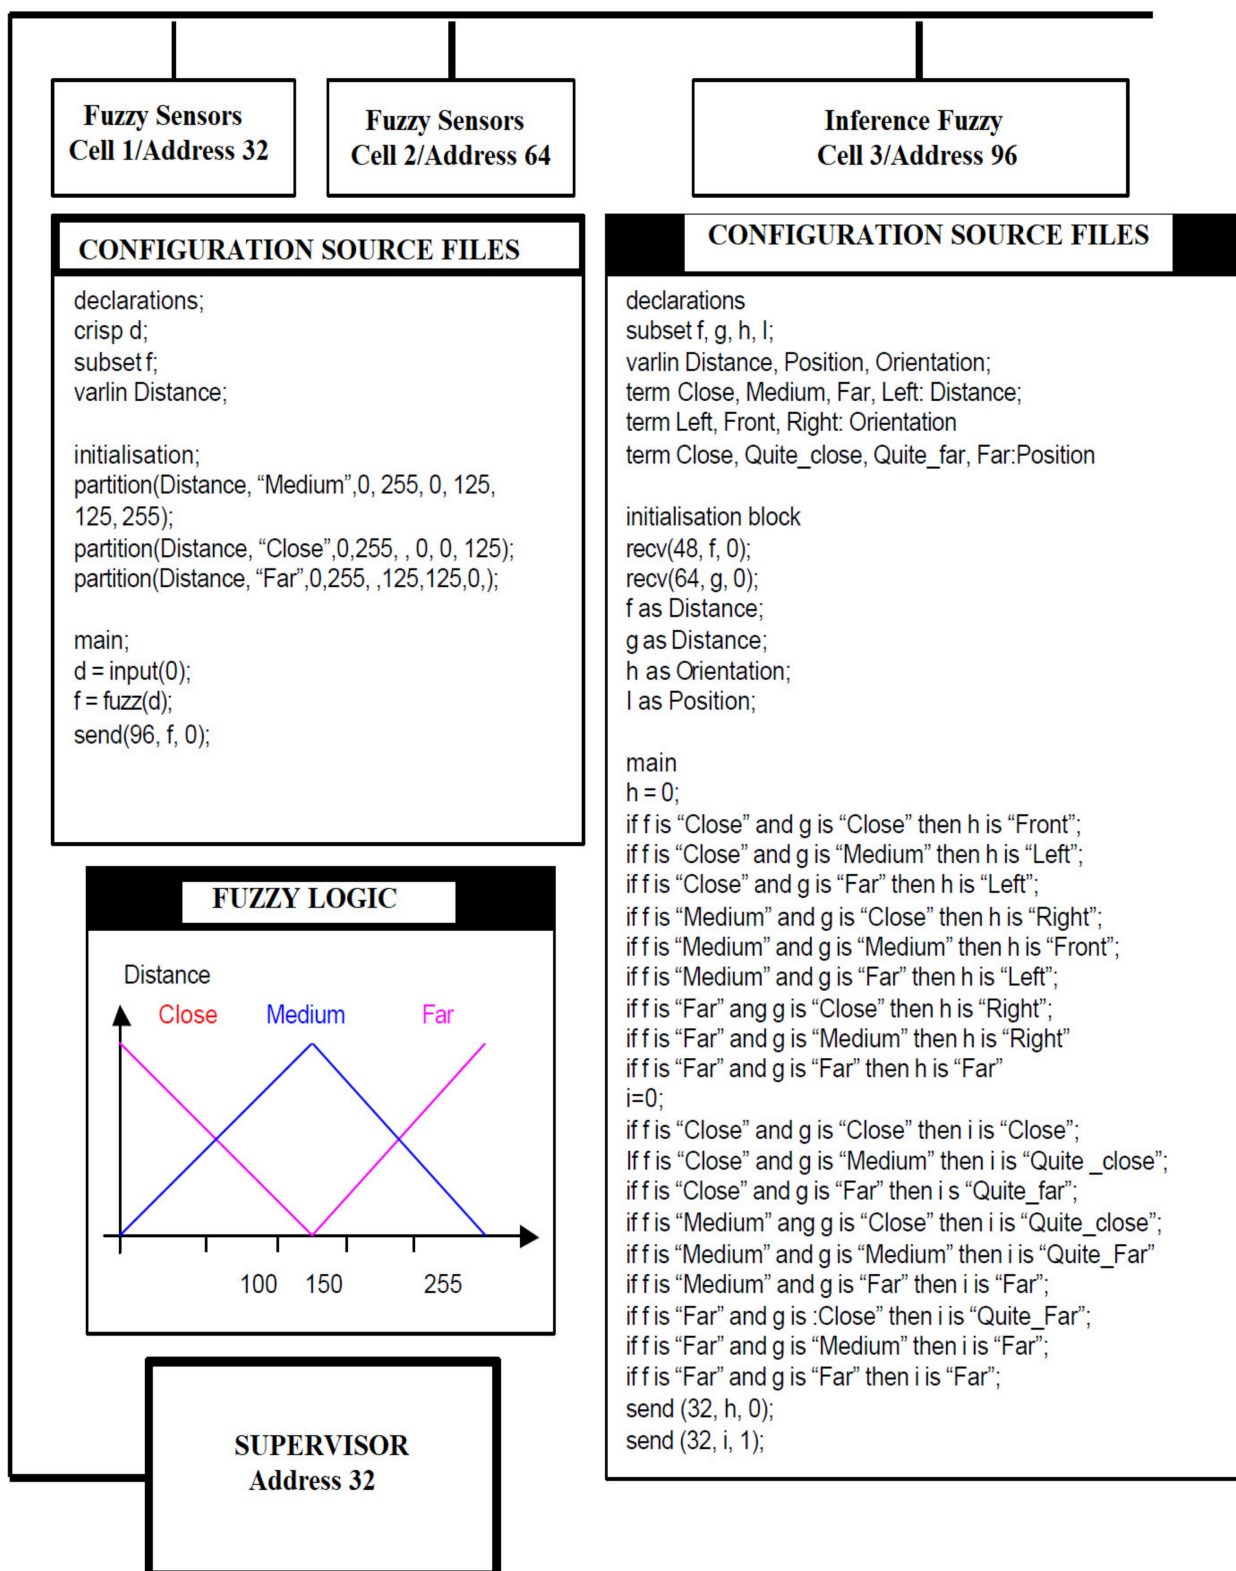 Fuzzy Sensors
Cell 1/Address 32
Fuzzy Sensors
Cell 2/Address 64
Inference Fuzzy
Cell 3/Address 96
CONFIGURATION SOURCE FILES
declarations;
crisp d;
subset f;
varlin Distance;
initialisation;
partition(Distance, “Medium”,0, 255, 0, 125,
125, 255);
partition(Distance, “Close”,0,255, , 0, 0, 125);
partition(Distance, “Far”,0,255, ,125,125,0,);
main;
d = input(0);
f = fuzz(d);
send(96, f, 0);
FUZZY LOGIC
Distance
Close Medium Far
100 150 255
SUPERVISOR
Address 32
CONFIGURATION SOURCE FILES
declarations
subset f, g, h, I;
varlin Distance, Position, Orientation;
term Close, Medium, Far, Left: Distance;
term Left, Front, Right: Orientation
term Close, Quite_close, Quite_far, Far:Position
initialisation block
recv(48, f, 0);
recv(64, g, 0);
f as Distance;
g as Distance;
h as Orientation;
I as Position;
main
h = 0;
if f is “Close” and g is “Close” then h is “Front”;
if f is “Close” and g is “Medium” then h is “Left”;
if f is “Close” and g is “Far” then h is “Left”;
if f is “Medium” and g is “Close” then h is “Right”;
if f is “Medium” and g is “Medium” then h is “Front”;
if f is “Medium” and g is “Far” then h is “Left”;
if f is “Far” ang g is “Close” then h is “Right”;
if f is “Far” and g is “Medium” then h is “Right”
if f is “Far” and g is “Far” then h is “Far”
i=0;
if f is “Close” and g is “Close” then i is “Close”;
If f is “Close” and g is “Medium” then i is “Quite _close”;
if f is “Close” and g is “Far” then i s “Quite_far”;
if f is “Medium” ang g is “Close” then i is “Quite_close”;
if f is “Medium” and g is “Medium” then i is “Quite_Far”
if f is “Medium” and g is “Far” then i is “Far”;
if f is “Far” and g is :Close” then i is “Quite_Far”;
if f is “Far” and g is “Medium” then i is “Far”;
if f is “Far” and g is “Far” then i is “Far”;
send (32, h, 0);
send (32, i, 1);